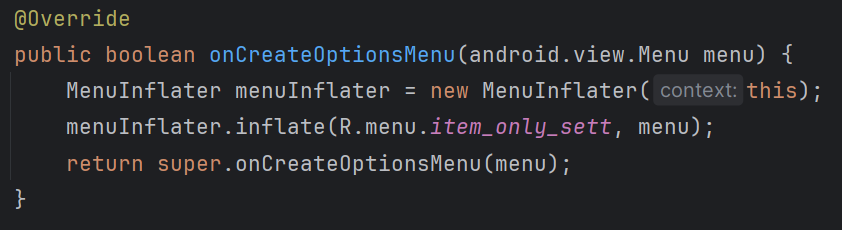 @Override
public boolean onCreateOptionsMenu(android.view.Menu menu) {
MenuInflater menuInflater = new MenuInflater( context: this);
menuInflater.inflate(R.menu.item_only_sett, menu);
return super.onCreateOptionsMenu(menu);
}